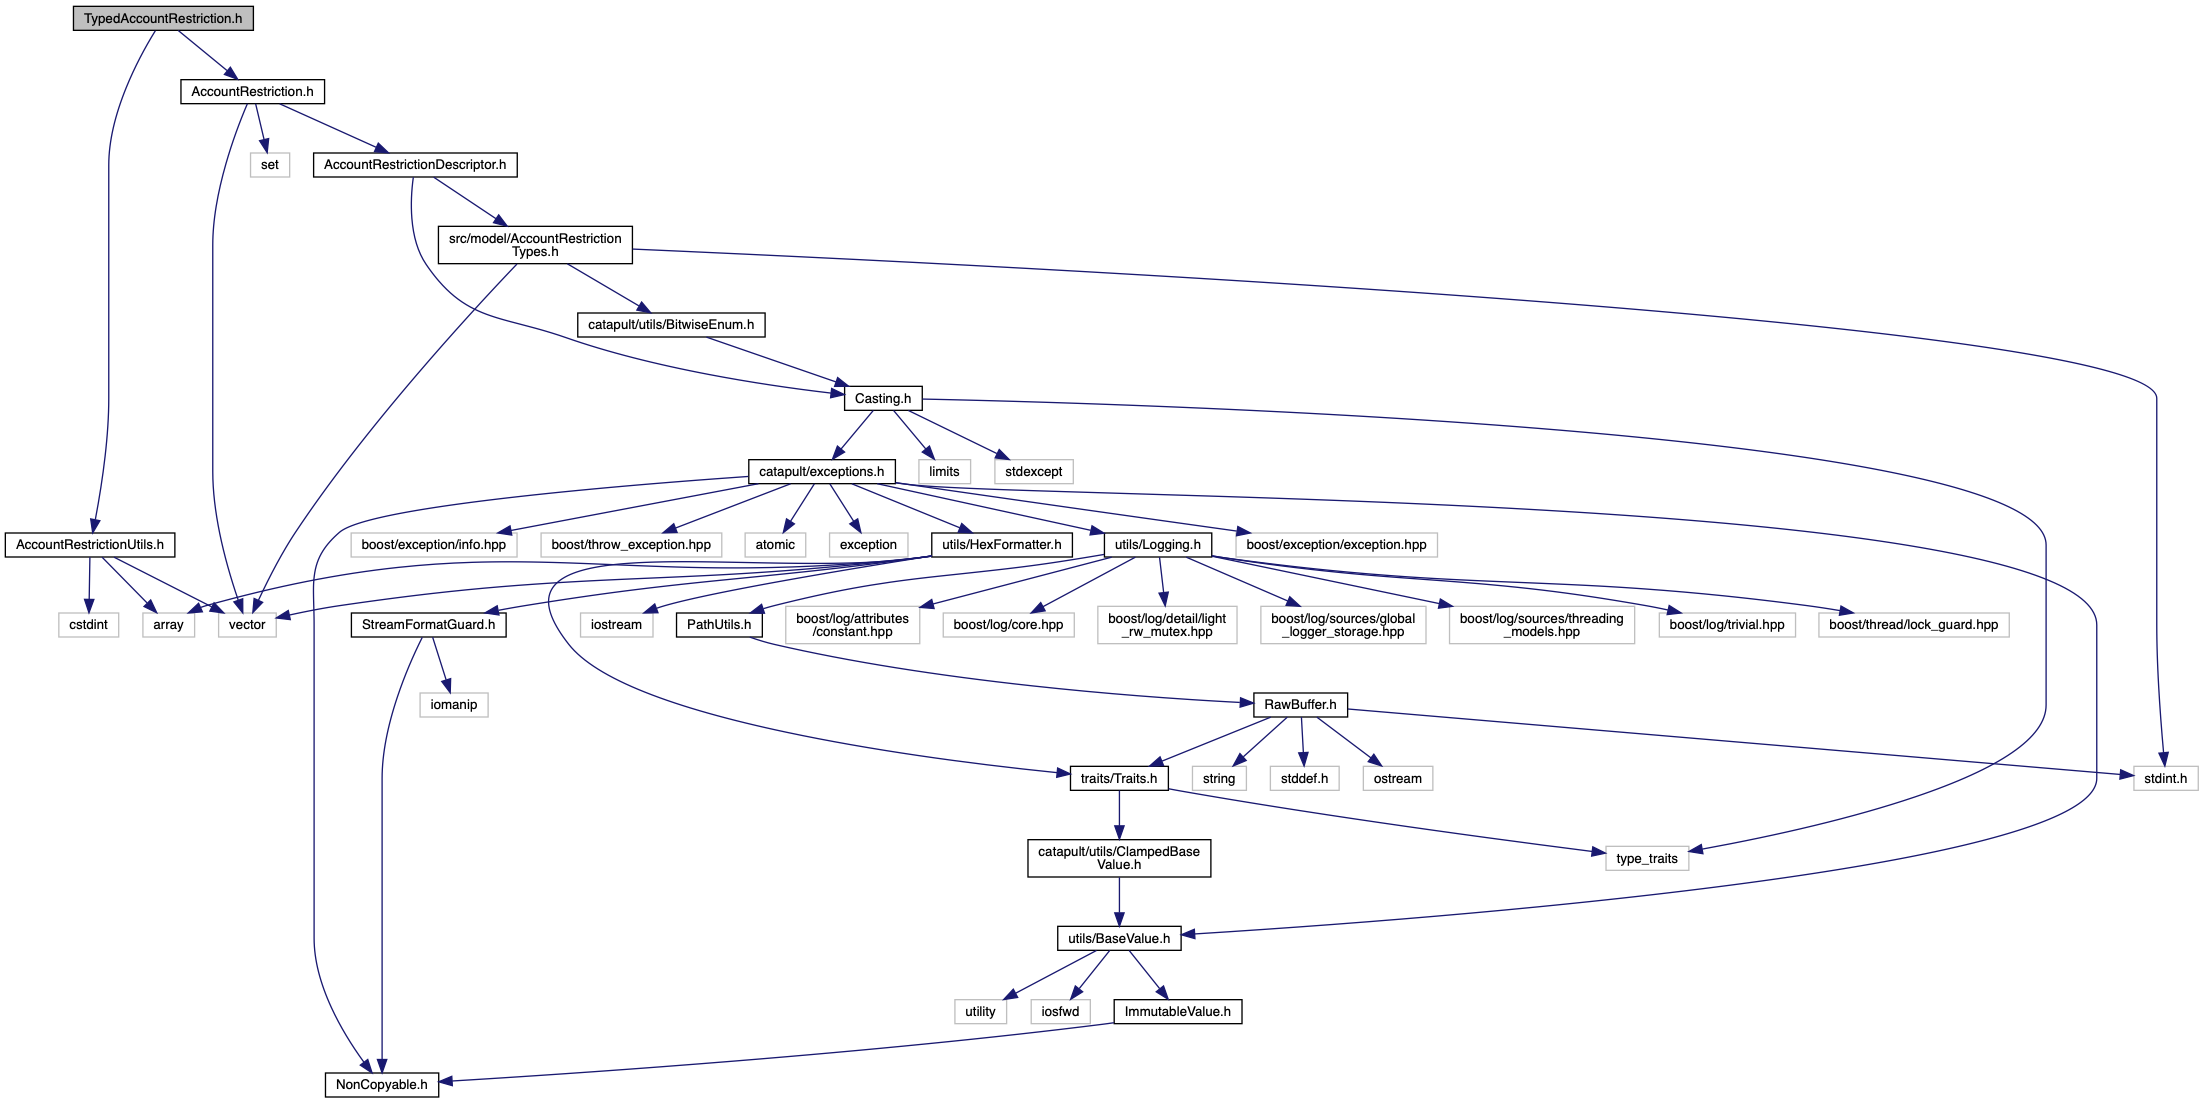 TypedAccountRestriction.h
AccountRestriction.h
set
AccountRestrictionDescriptor.h
src/model/AccountRestriction
Types.h
catapult/utils/BitwiseEnum.h
Casting.h
catapult/exceptions.h
limits
stdexcept
AccountRestrictionUtils.h
boost/exception/info.hpp
boost/throw_exception.hpp
atomic
exception
utils/HexFormatter.h
utils/Logging.h
boost/exception/exception.hpp
cstdint
array
vector
StreamFormatGuard.h
iostream
PathUtils.h
boost/log/attributes
/constant.hpp
boost/log/core.hpp
boost/log/detail/light
_rw_mutex.hpp
boost/log/sources/global
_logger_storage.hpp
boost/log/sources/threading
_models.hpp
boost/log/trivial.hpp
boost/thread/lock_guard.hpp
iomanip
RawBuffer.h
traits/Traits.h
string
stddef.h
ostream
stdint.h
catapult/utils/ClampedBase
Value.h
type_traits
utils/BaseValue.h
utility
iosfwd
ImmutableValue.h
NonCopyable.h